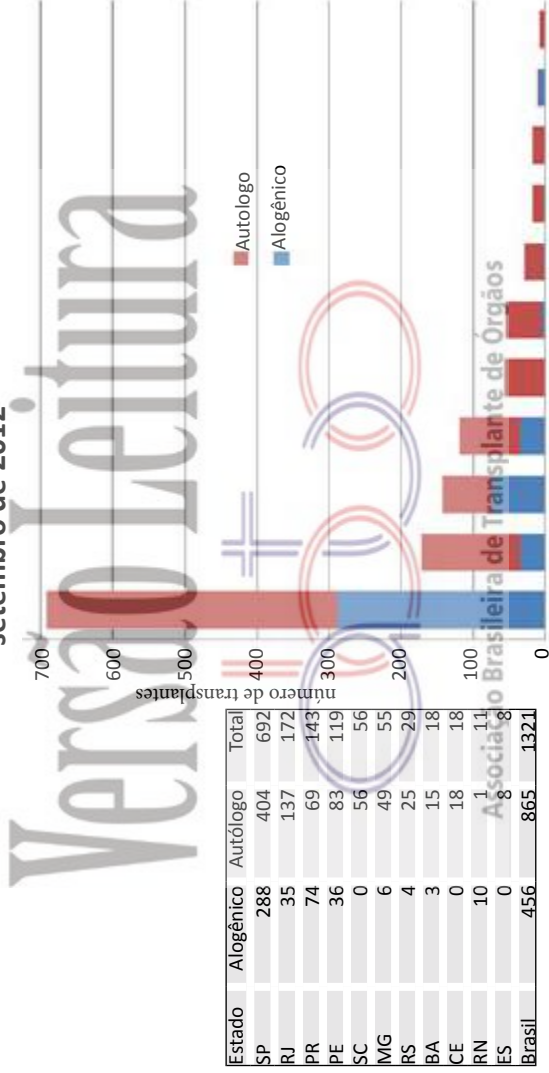 setembro de 2012
Estado Alogênico Autólogo Total
SP 288 404 692
RJ 35 137 172
PR 74 69 143
PE 36 83 119
SC 0 56 56
MG 6 49 55
RS 4 25 29
BA 3 15 18
CE 0 18 18
RN 10 1 11
ES 0 8 8
Brasil 456 865 1321
número de transplantes
700
600
500
400
300
200
100
0
Autologo
Alogênico
Versão Leitura
Associação Brasileira de Transplante de Órgãos